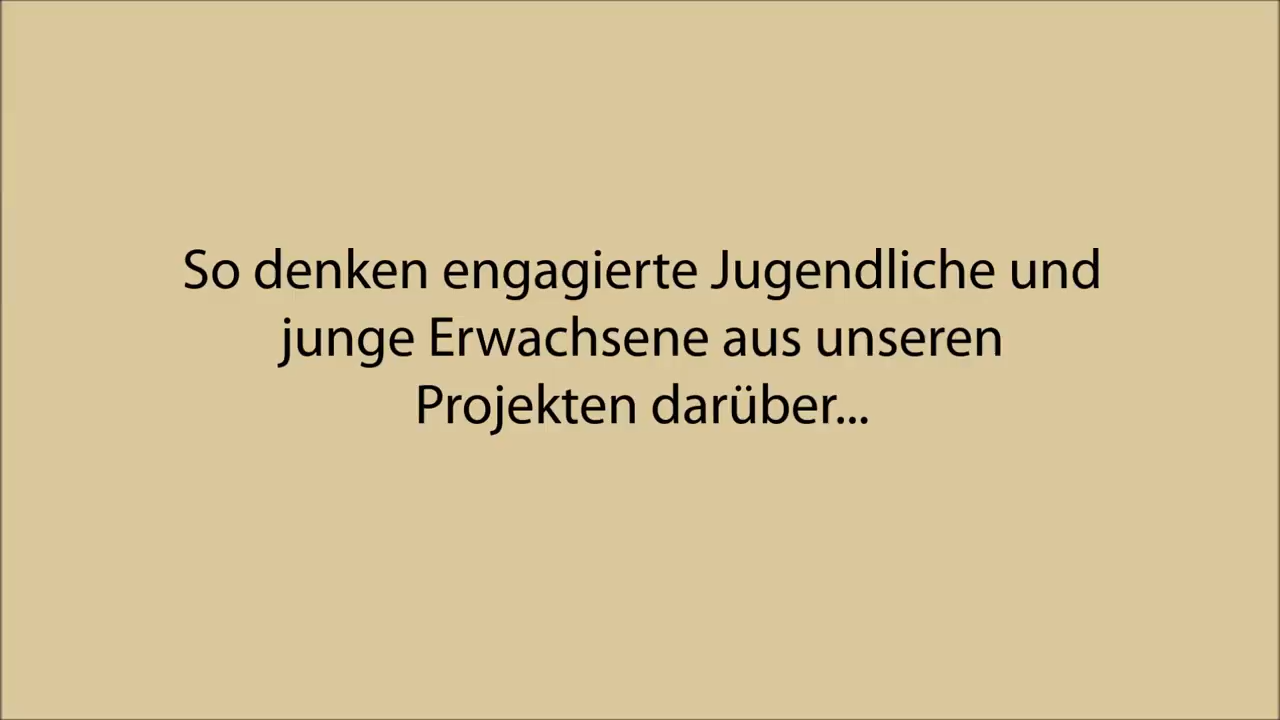 So denken engagierte Jugendliche und
junge Erwachsene aus unseren
Projekten darüber...